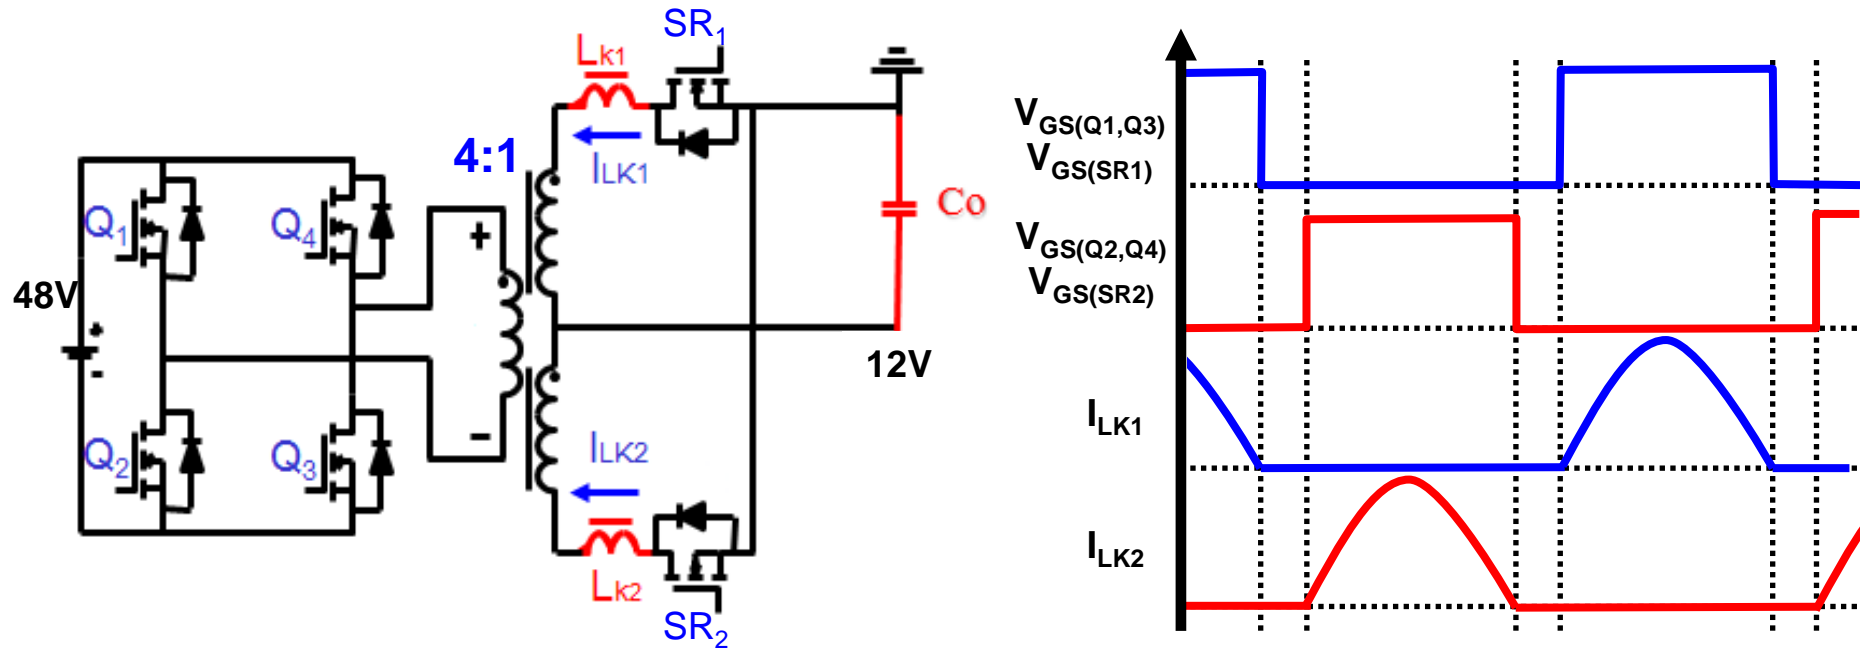 SR1
Lk1
4:1
ILK1
Q1
Q4
+
Co
48V
+
-
12V
Q2
Q3
-
ILK2
Lk2
SR2
VGS(Q1,Q3)
VGS(SR1)
VGS(Q2,Q4)
VGS(SR2)
ILK1
ILK2